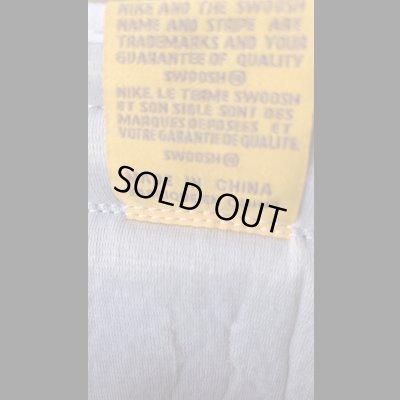 NIKE AND THE SWOOSH
NAME AND STRIPE ARE
TRADEMARKS AND YOUR
GUARANTEE OF QUALITY
SWOOSH®
NIKE, LE TERME SWOOSH
ET SON SIGLE SONT DES
MARQUES DEPOSEES ET
VOTRE GARANTIE DE QUALITE.
SWOOSH®
IN CHINA
SOLD OUT